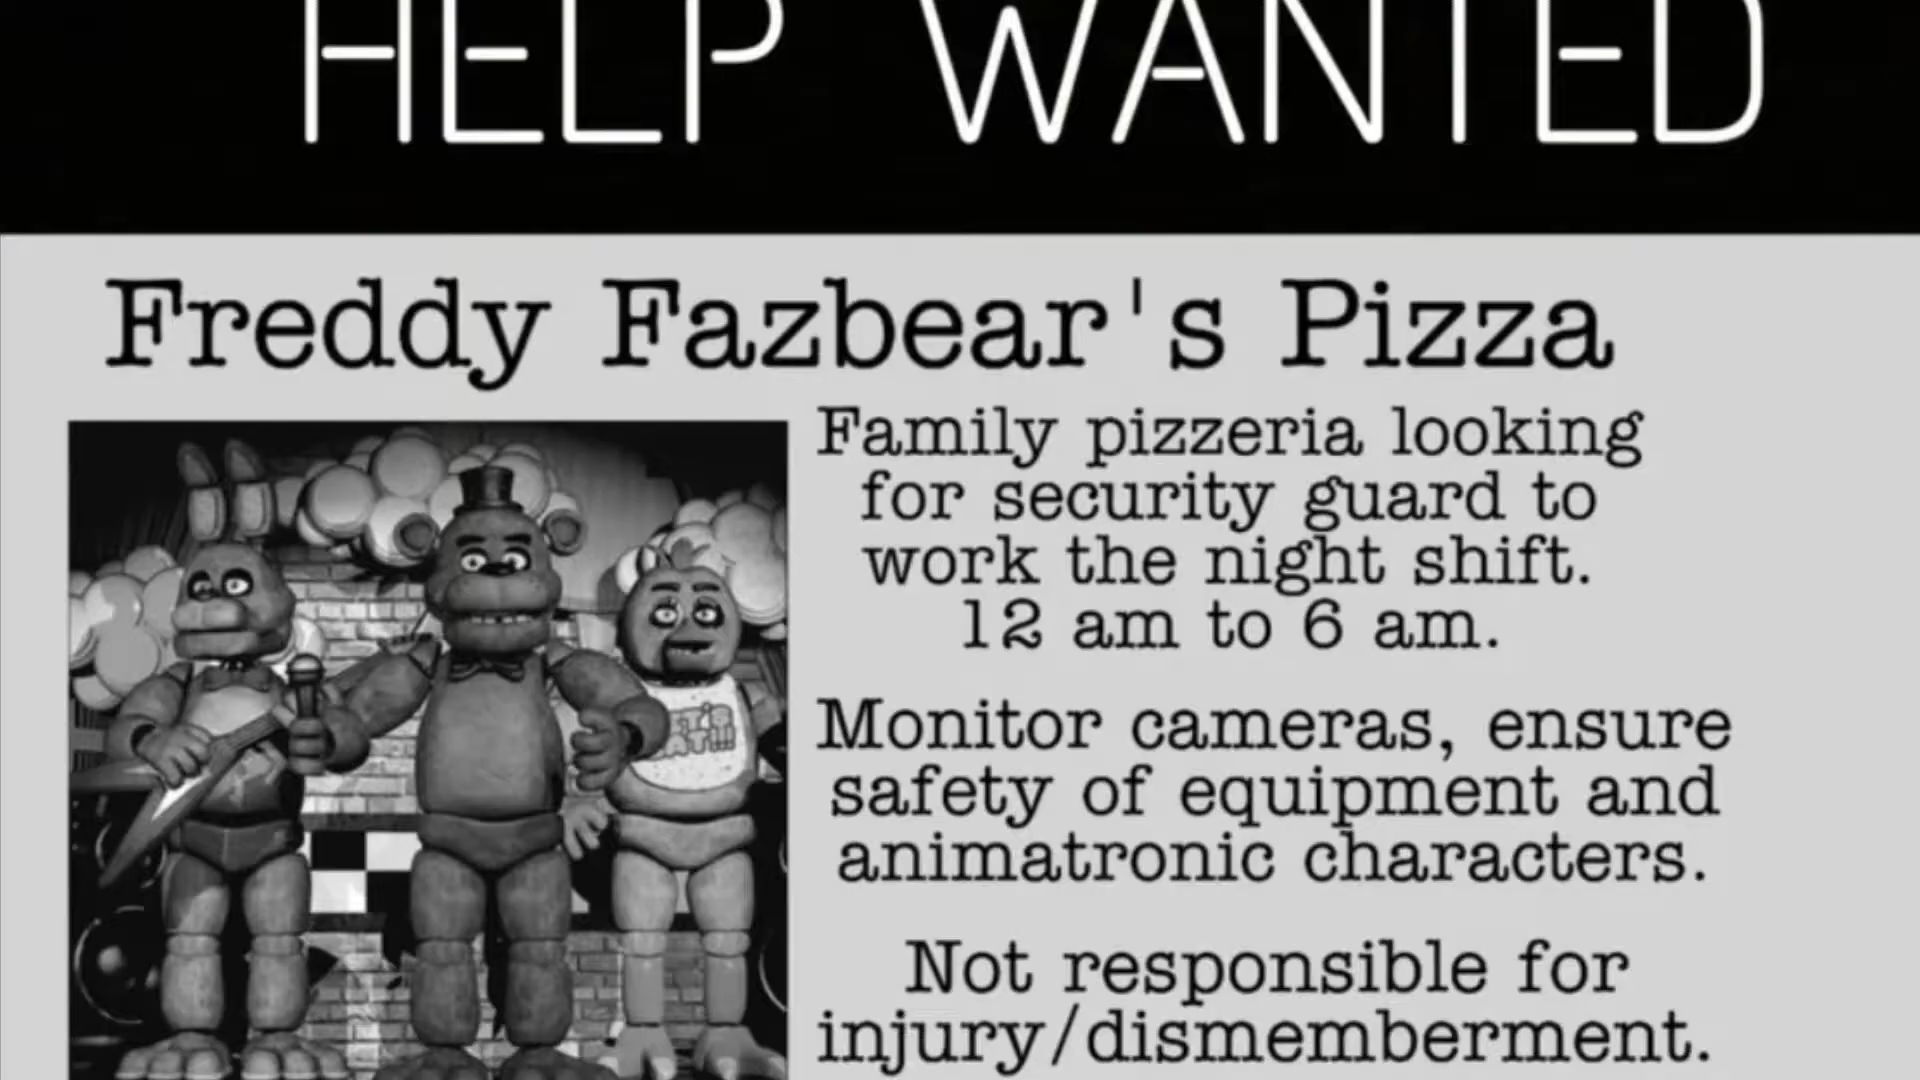 HELP WANTED
Freddy Fazbear's Pizza
Family pizzeria looking
for security guard to
work the night shift.
12 am to 6 am.
Monitor cameras, ensure
safety of equipment and
animatronic characters.
Not responsible for
injury/dismemberment.